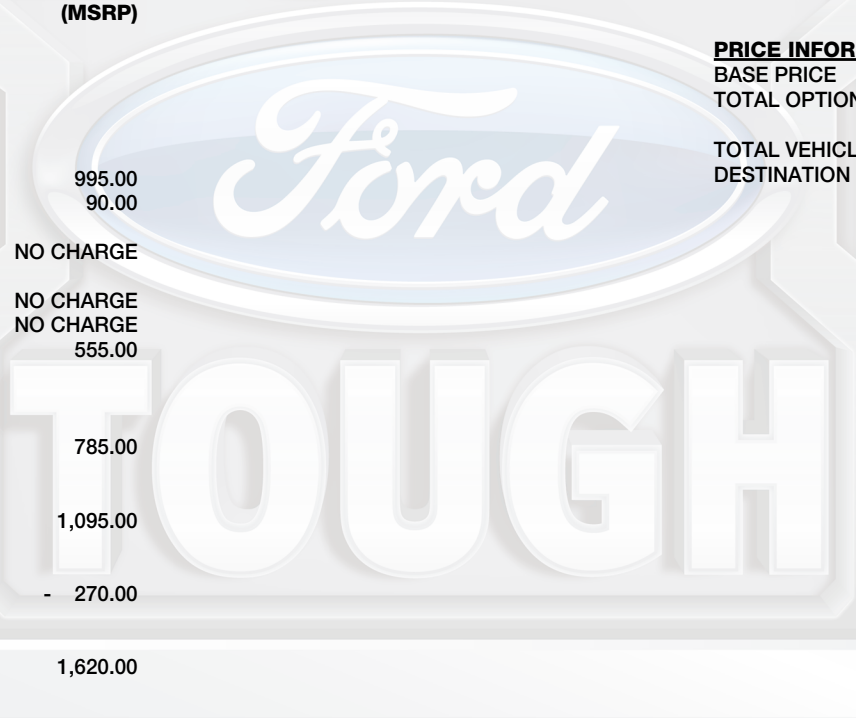 (MSRP)
995.00
90.00
NO CHARGE
NO CHARGE
NO CHARGE
555.00
785.00
1,095.00
- 270.00
1,620.00
PRICE INFOR
BASE PRICE
TOTAL OPTION
TOTAL VEHICL
DESTINATION
Ford
TOUGH